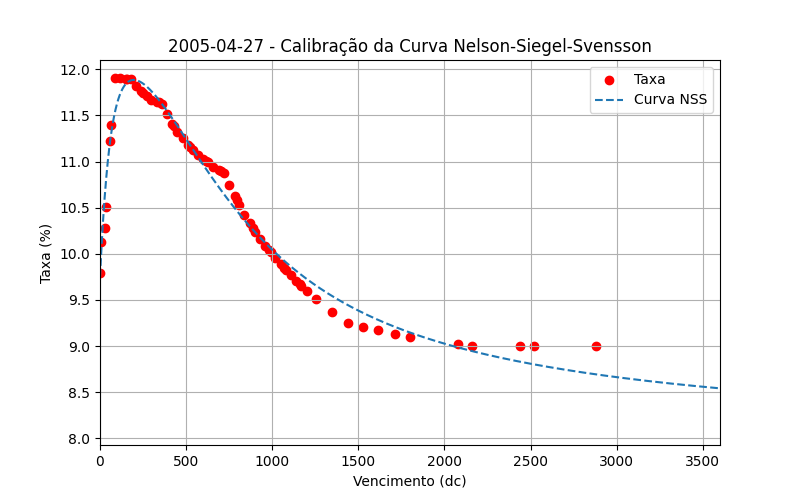 2005-04-27 - Calibração da Curva Nelson-Siegel-Svensson
Taxa
Curva NSS
Taxa (%)
12.0
11.5
11.0
10.5
10.0
9.5
9.0
8.5
8.0
0 500 1000 1500 2000 2500 3000 3500
Vencimento (dc)